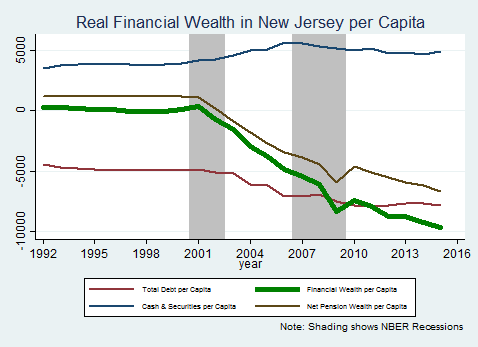 Real Financial Wealth in New Jersey per Capita
5000
0
-5000
-10000
1992 1995 1998 2001 2004 2007 2010 2013 2016
year
Total Debt per Capita Financial Wealth per Capita
Cash & Securities per Capita Net Pension Wealth per Capita
Note: Shading shows NBER Recessions